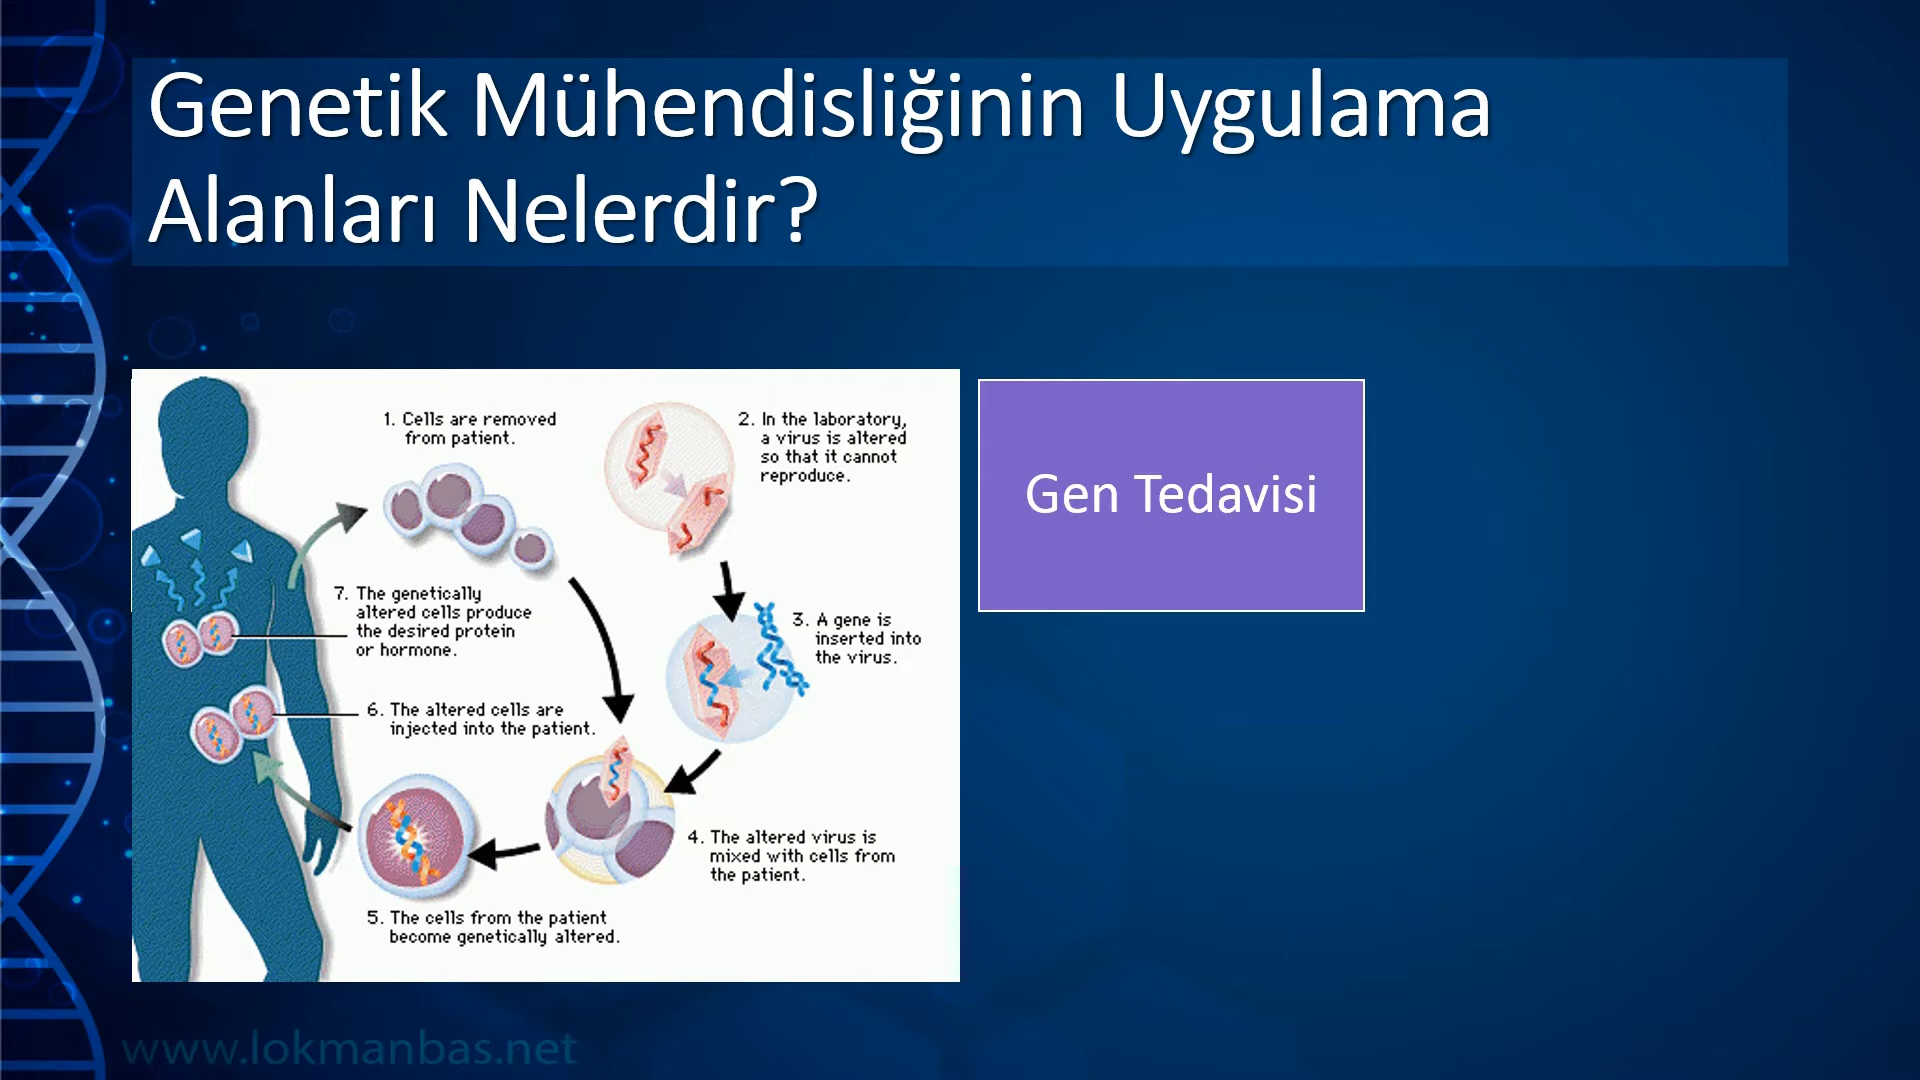 Genetik Mühendisliğinin Uygulama
Alanları Nelerdir?
1. Cells are removed
from patient.
2. In the laboratory,
a virus is altered
so that it cannot
reproduce.
3. A gene is
inserted into
the virus.
4. The altered virus is
mixed with cells from
the patient.
5. The cells from the patient
become genetically altered.
6. The altered cells are
injected into the patient.
7. The genetically
altered cells produce
the desired protein
or hormone.
Gen Tedavisi
www.lokmanbas.net